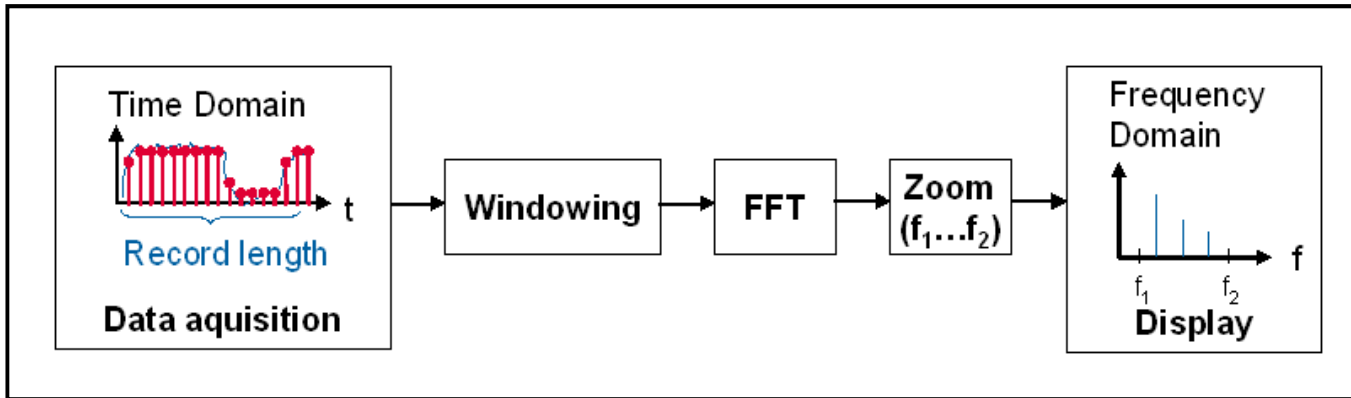 Time Domain
t
Record length
Data aquisition
Windowing
FFT
Zoom
(f₁...f₂)
Frequency
Domain
f
f₁ f₂
Display